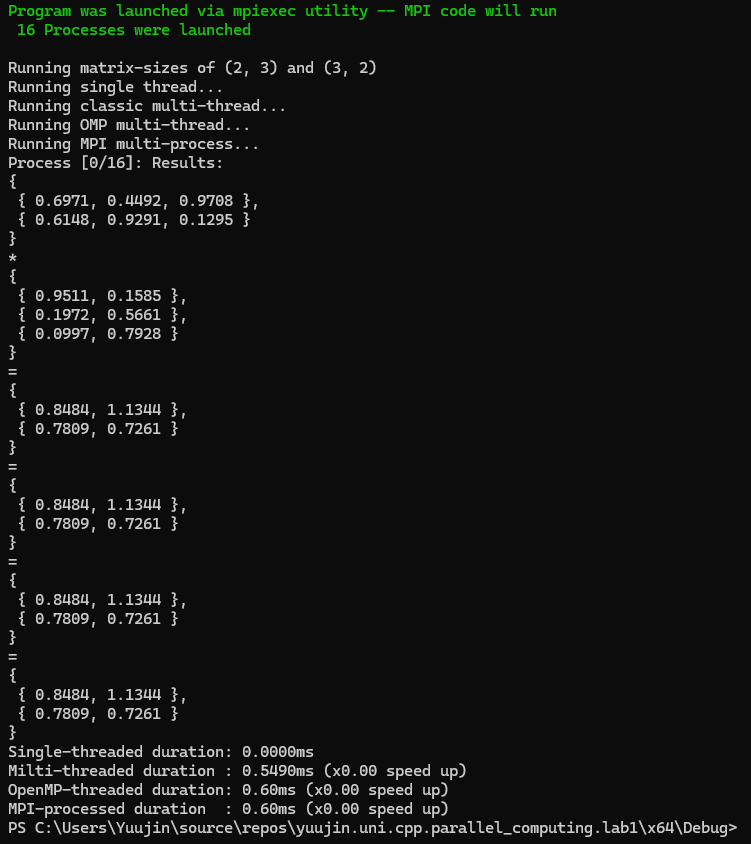 Program was launched via mpiexec utility -- MPI code will run
 16 Processes were launched

Running matrix-sizes of (2, 3) and (3, 2)
Running single thread...
Running classic multi-thread...
Running OMP multi-thread...
Running MPI multi-process...
Process [0/16]: Results:
{
 { 0.6971, 0.4492, 0.9708 },
 { 0.6148, 0.9291, 0.1295 }
}
*
{
 { 0.9511, 0.1585 },
 { 0.1972, 0.5661 },
 { 0.0997, 0.7928 }
}
=
{
 { 0.8484, 1.1344 },
 { 0.7809, 0.7261 }
}
=
{
 { 0.8484, 1.1344 },
 { 0.7809, 0.7261 }
}
=
{
 { 0.8484, 1.1344 },
 { 0.7809, 0.7261 }
}
=
{
 { 0.8484, 1.1344 },
 { 0.7809, 0.7261 }
}
Single-threaded duration: 0.0000ms
Milti-threaded duration : 0.5490ms (x0.00 speed up)
OpenMP-threaded duration: 0.60ms (x0.00 speed up)
MPI-processed duration  : 0.60ms (x0.00 speed up)
PS C:\Users\Yuujin\source\repos\yuujin.uni.cpp.parallel_computing.lab1\x64\Debug>